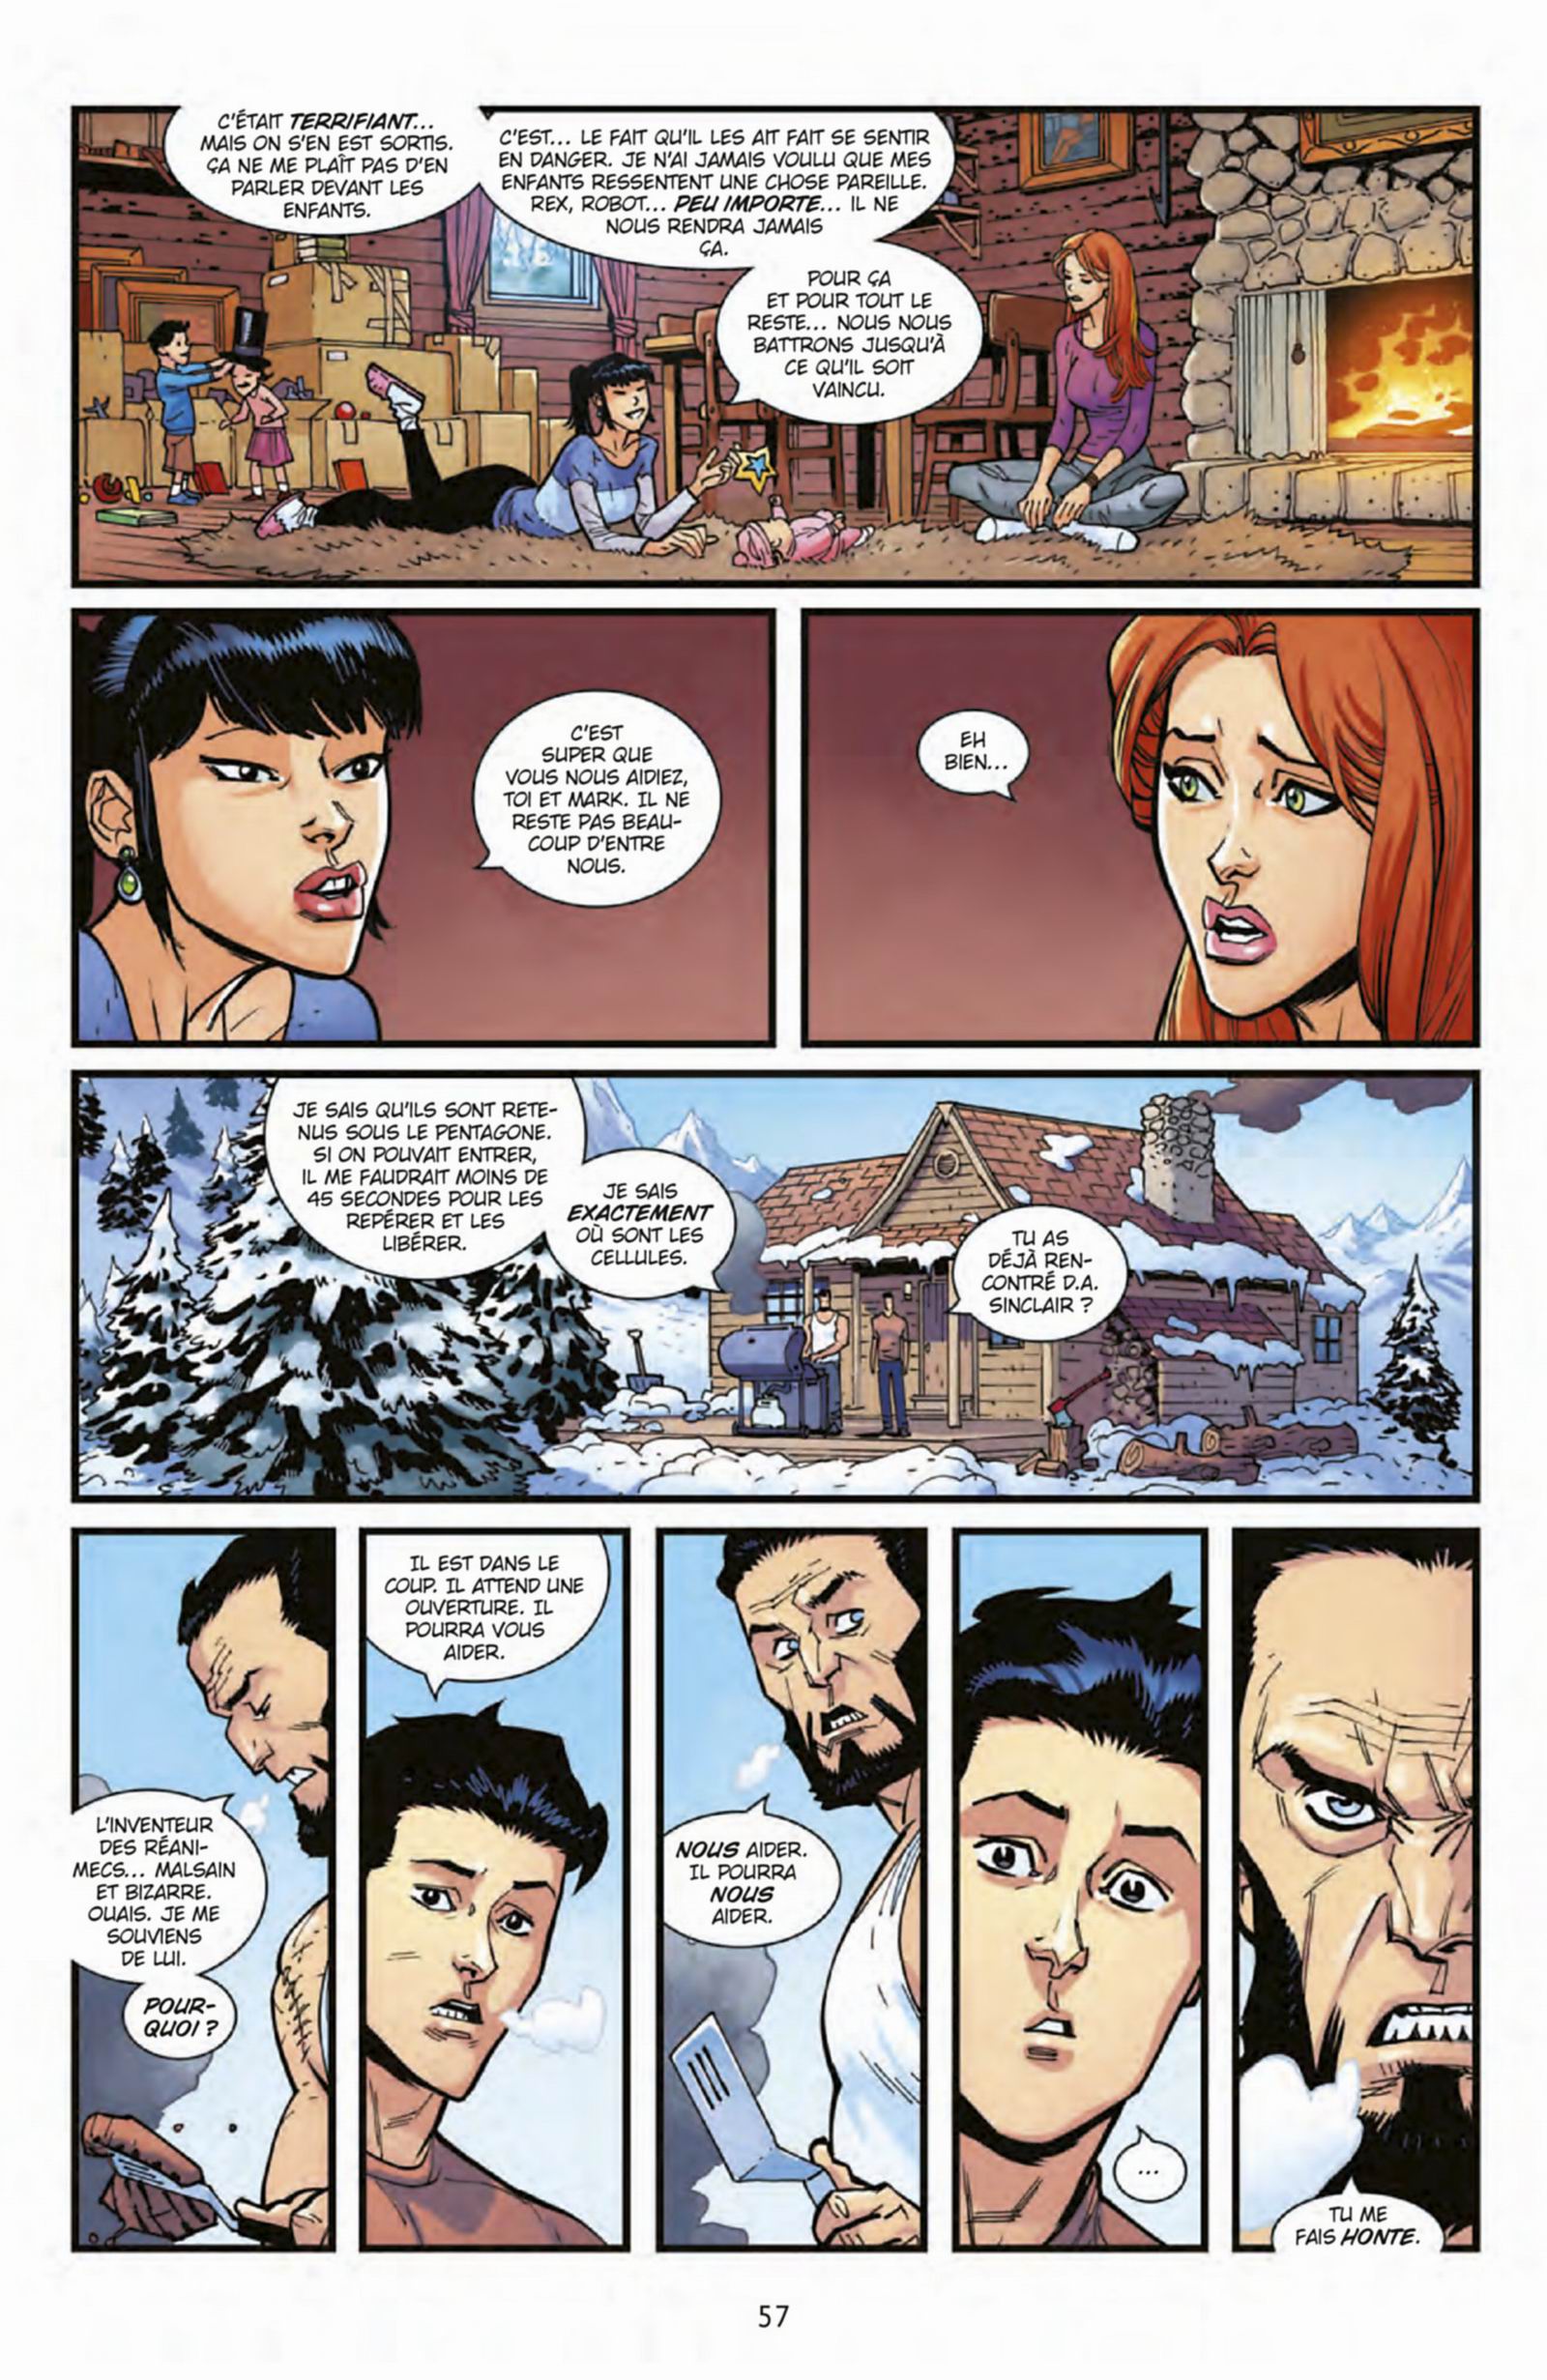 C'ÉTAIT TERRIFIANT...
MAIS ON S'EN EST SORTIS.
ÇA NE ME PLAÎT PAS D'EN
PARLER DEVANT LES
ENFANTS.
C'EST... LE FAIT QU'IL LES AIT FAIT SE SENTIR
EN DANGER. JE N'AI JAMAIS VOULU QUE MES
ENFANTS RESSENTENT UNE CHOSE PAREILLE.
REX, ROBOT... PEU IMPORTE... IL NE
NOUS RENDRA JAMAIS
ÇA.
POUR ÇA
ET POUR TOUT LE
RESTE... NOUS NOUS
BATTRONS JUSQU'À
CE QU'IL SOIT
VAINCU.
C'EST
SUPER QUE
VOUS NOUS AIDIEZ,
TOI ET MARK. IL NE
RESTE PAS BEAU-
COUP D'ENTRE
NOUS.
EH
BIEN...
JE SAIS QU'ILS SONT RETE-
NUS SOUS LE PENTAGONE.
SI ON POUVAIT ENTRER,
IL ME FAUDRAIT MOINS DE
45 SECONDES POUR LES
REPÉRER ET LES
LIBÉRER.
JE SAIS
EXACTEMENT
OÙ SONT LES
CELLULES.
TU AS
DÉJÀ REN-
CONTRÉ D.A.
SINCLAIR ?
L'INVENTEUR
DES RÉANI-
MECS... MALSAIN
ET BIZARRE.
OUAIS. JE ME
SOUVIENS
DE LUI.
POUR-
QUOI ?
IL EST DANS LE
COUP. IL ATTEND UNE
OUVERTURE. IL
POURRA VOUS
AIDER.
NOUS AIDER.
IL POURRA
NOUS
AIDER.
...
TU ME
FAIS HONTE.
57